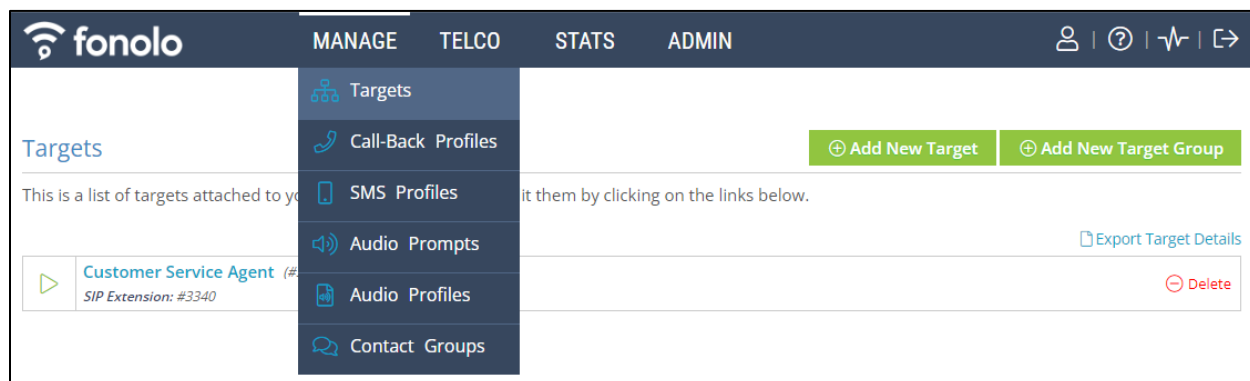 fonolo
MANAGE TELCO STATS ADMIN
Targets
Call-Back Profiles
SMS Profiles
Audio Prompts
Audio Profiles
Contact Groups
Targets
Add New Target
Add New Target Group
This is a list of targets attached to it them by clicking on the links below.
Export Target Details
Customer Service Agent (#
SIP Extension: #3340
Delete